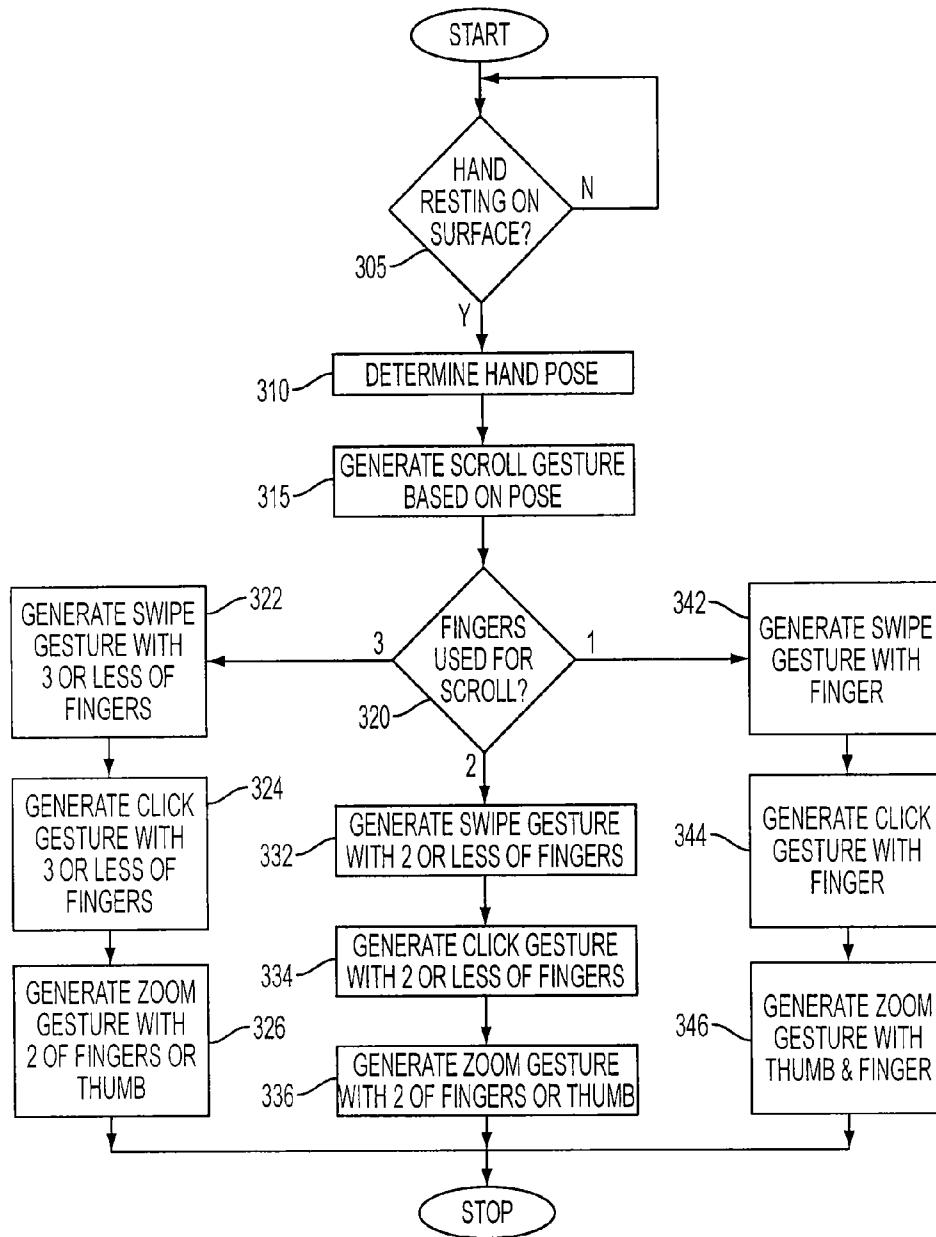 START
HAND
RESTING ON
SURFACE?
N
305
Y
310
DETERMINE HAND POSE
315
GENERATE SCROLL GESTURE
BASED ON POSE
320
FINGERS
USED FOR
SCROLL?
3
1
2
322
GENERATE SWIPE
GESTURE WITH
3 OR LESS OF
FINGERS
324
GENERATE CLICK
GESTURE WITH
3 OR LESS OF
FINGERS
326
GENERATE ZOOM
GESTURE WITH
2 OF FINGERS OR
THUMB
332
GENERATE SWIPE GESTURE
WITH 2 OR LESS OF FINGERS
334
GENERATE CLICK GESTURE
WITH 2 OR LESS OF FINGERS
336
GENERATE ZOOM GESTURE
WITH 2 OF FINGERS OR THUMB
342
GENERATE SWIPE
GESTURE WITH
FINGER
344
GENERATE CLICK
GESTURE WITH
FINGER
346
GENERATE ZOOM
GESTURE WITH
THUMB & FINGER
STOP